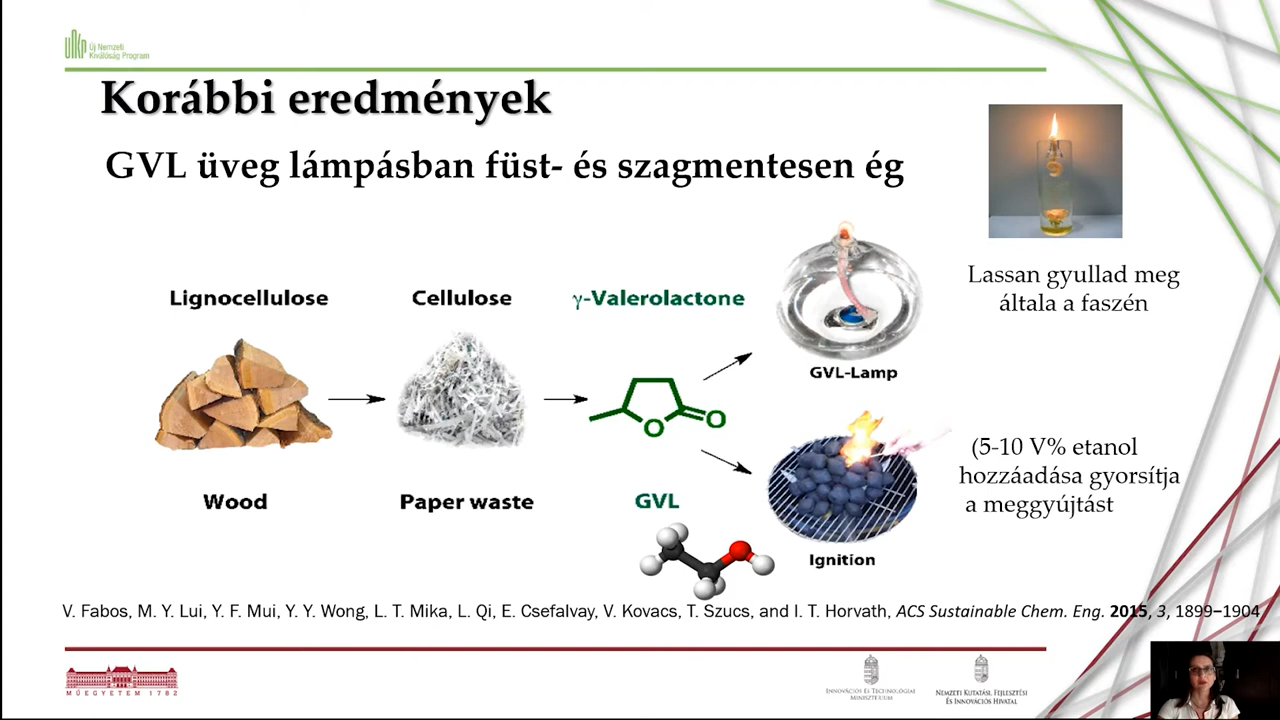 Új Nemzeti
Kiválóság Program
Korábbi eredmények
GVL üveg lámpásban füst- és szagmentesen ég
Lassan gyullad meg
általa a faszén
Lignocellulose
Cellulose
γ-Valerolactone
GVL-Lamp
O
O
(5-10 V% etanol
hozzáadása gyorsítja
a meggyújtást
Wood
Paper waste
GVL
Ignition
V. Fabos, M. Y. Lui, Y. F. Mui, Y. Y. Wong, L. T. Mika, L. Qi, E. Csefalvay, V. Kovacs, T. Szucs, and I. T. Horvath, ACS Sustainable Chem. Eng. 2015, 3, 1899–1904
MŰEGYETEM 1782
Innovációs és Technológiai
Minisztérium
Nemzeti Kutatási, Fejlesztési
és Innovációs Hivatal